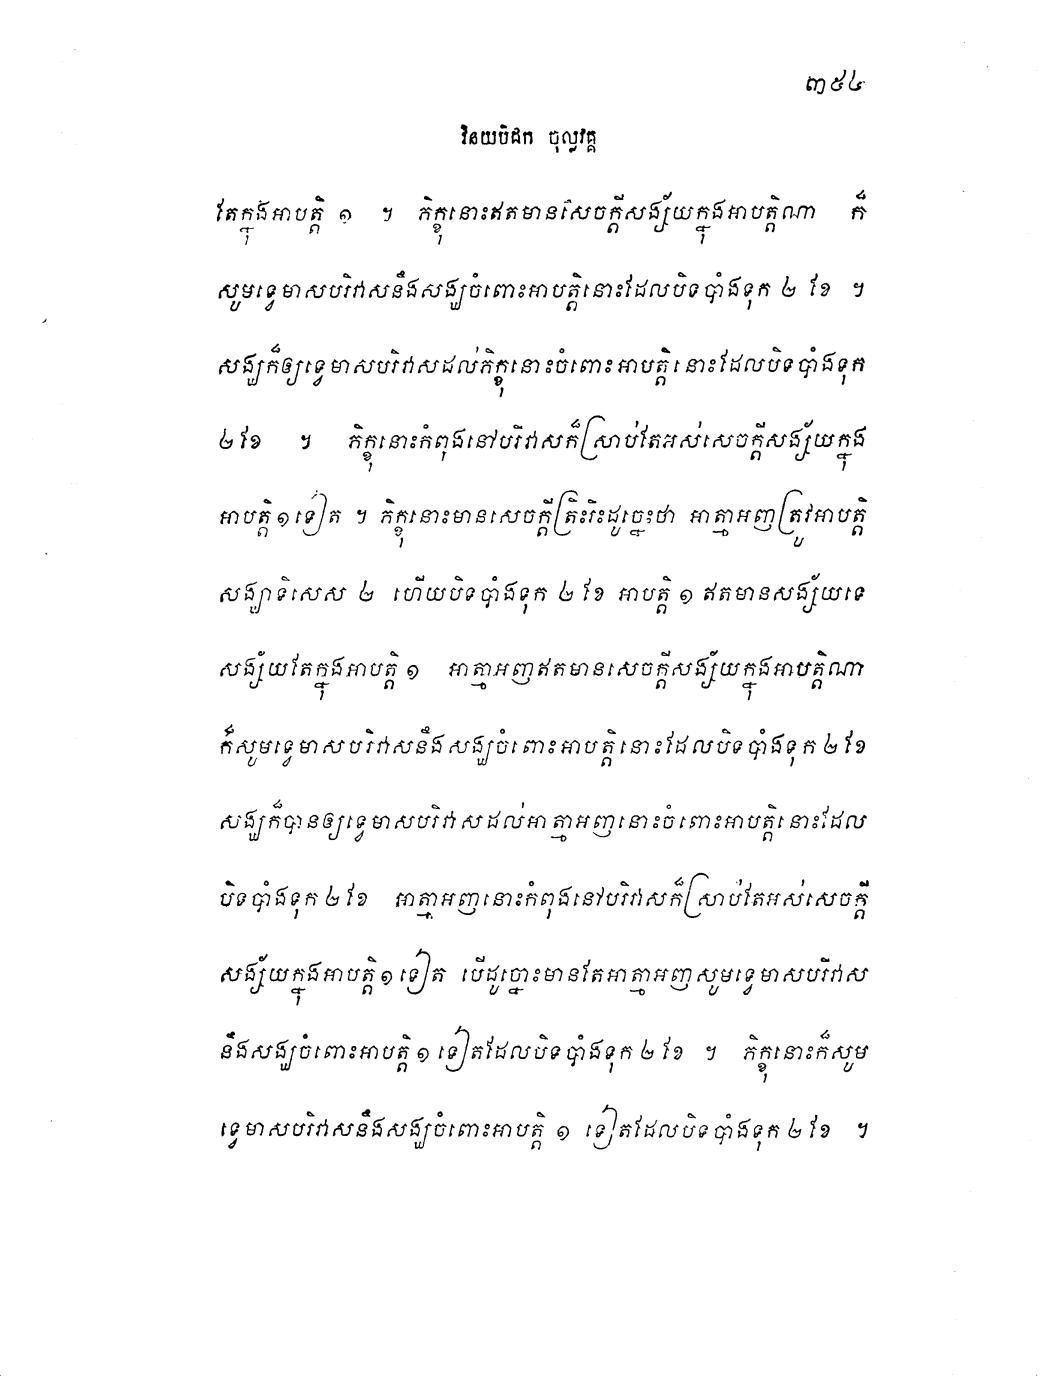 ៣៥៤
វិនយបិដក ចុល្លវគ្គ
តែក្នុងអាបត្តិ ១ ។ ភិក្ខុនោះឥតមានសេចក្តីសង្ស័យក្នុងអាបត្តិណា ក៏
សូមទ្វេមាសបរិវាសនឹងសង្ឃចំពោះអាបត្តិនោះដែលបិទបាំងទុក ២ ខែ ។
សង្ឃក៏ឲ្យទ្វេមាសបរិវាសដល់ភិក្ខុនោះចំពោះអាបត្តិនោះដែលបិទបាំងទុក
២ ខែ ។ ភិក្ខុនោះកំពុងនៅបរិវាសក៏ស្រាប់តែអស់សេចក្តីសង្ស័យក្នុង
អាបត្តិ ១ ទៀត ។ ភិក្ខុនោះមានសេចក្តីត្រិះរិះដូច្នេះថា អាត្មាអញត្រូវអាបត្តិ
សង្ឃាទិសេស ២ ហើយបិទបាំងទុក ២ ខែ អាបត្តិ ១ ឥតមានសង្ស័យទេ
សង្ស័យតែក្នុងអាបត្តិ ១ អាត្មាអញឥតមានសេចក្តីសង្ស័យក្នុងអាបត្តិណា
ក៏សូមទ្វេមាសបរិវាសនឹងសង្ឃចំពោះអាបត្តិនោះដែលបិទបាំងទុក ២ ខែ
សង្ឃក៏បានឲ្យទ្វេមាសបរិវាសដល់អាត្មាអញនោះចំពោះអាបត្តិនោះដែល
បិទបាំងទុក ២ ខែ អាត្មាអញនោះកំពុងនៅបរិវាសក៏ស្រាប់តែអស់សេចក្តី
សង្ស័យក្នុងអាបត្តិ ១ ទៀត បើដូច្នោះមានតែអាត្មាអញសូមទ្វេមាសបរិវាស
នឹងសង្ឃចំពោះអាបត្តិ ១ ទៀតដែលបិទបាំងទុក ២ ខែ ។ ភិក្ខុនោះក៏សូម
ទ្វេមាសបរិវាសនឹងសង្ឃចំពោះអាបត្តិ ១ ទៀតដែលបិទបាំងទុក ២ ខែ ។